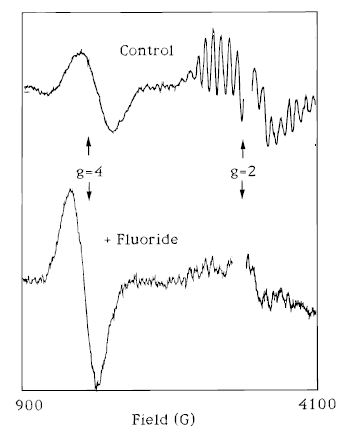 Control
g=4
g=2
+ Fluoride
900
4100
Field (G)